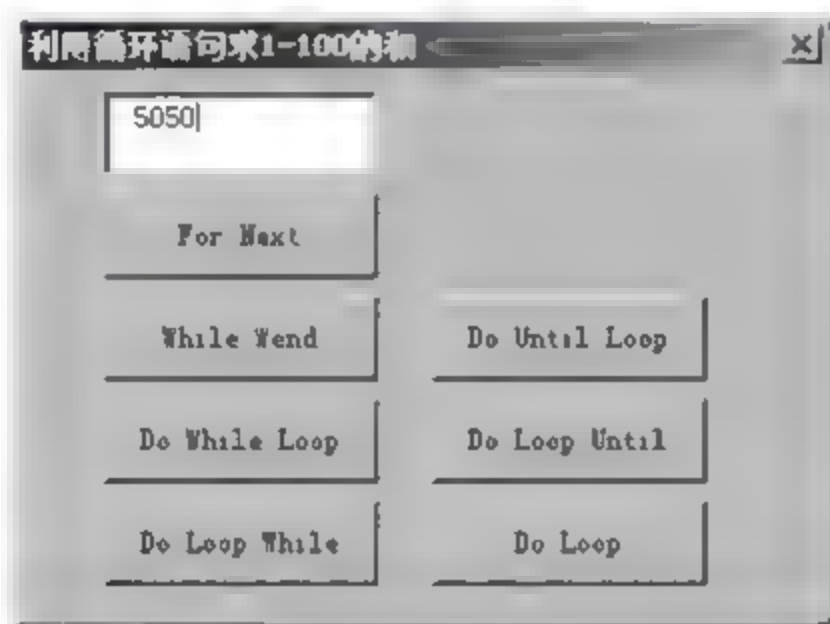 利用循环语句求1-100的和
5050
For Next
While Wend
Do Until Loop
Do While Loop
Do Loop Until
Do Loop While
Do Loop